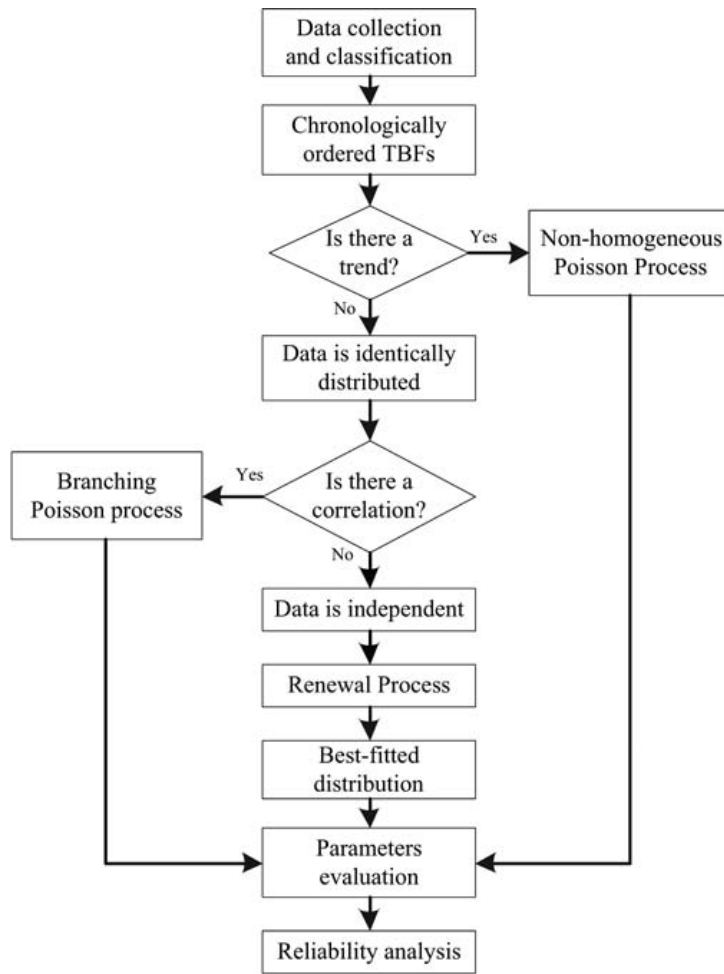 Data collection
and classification
Chronologically
ordered TBFs
Is there a
trend?
Yes
Non-homogeneous
Poisson Process
No
Data is identically
distributed
Is there a
correlation?
Yes
Branching
Poisson process
No
Data is independent
Renewal Process
Best-fitted
distribution
Parameters
evaluation
Reliability analysis